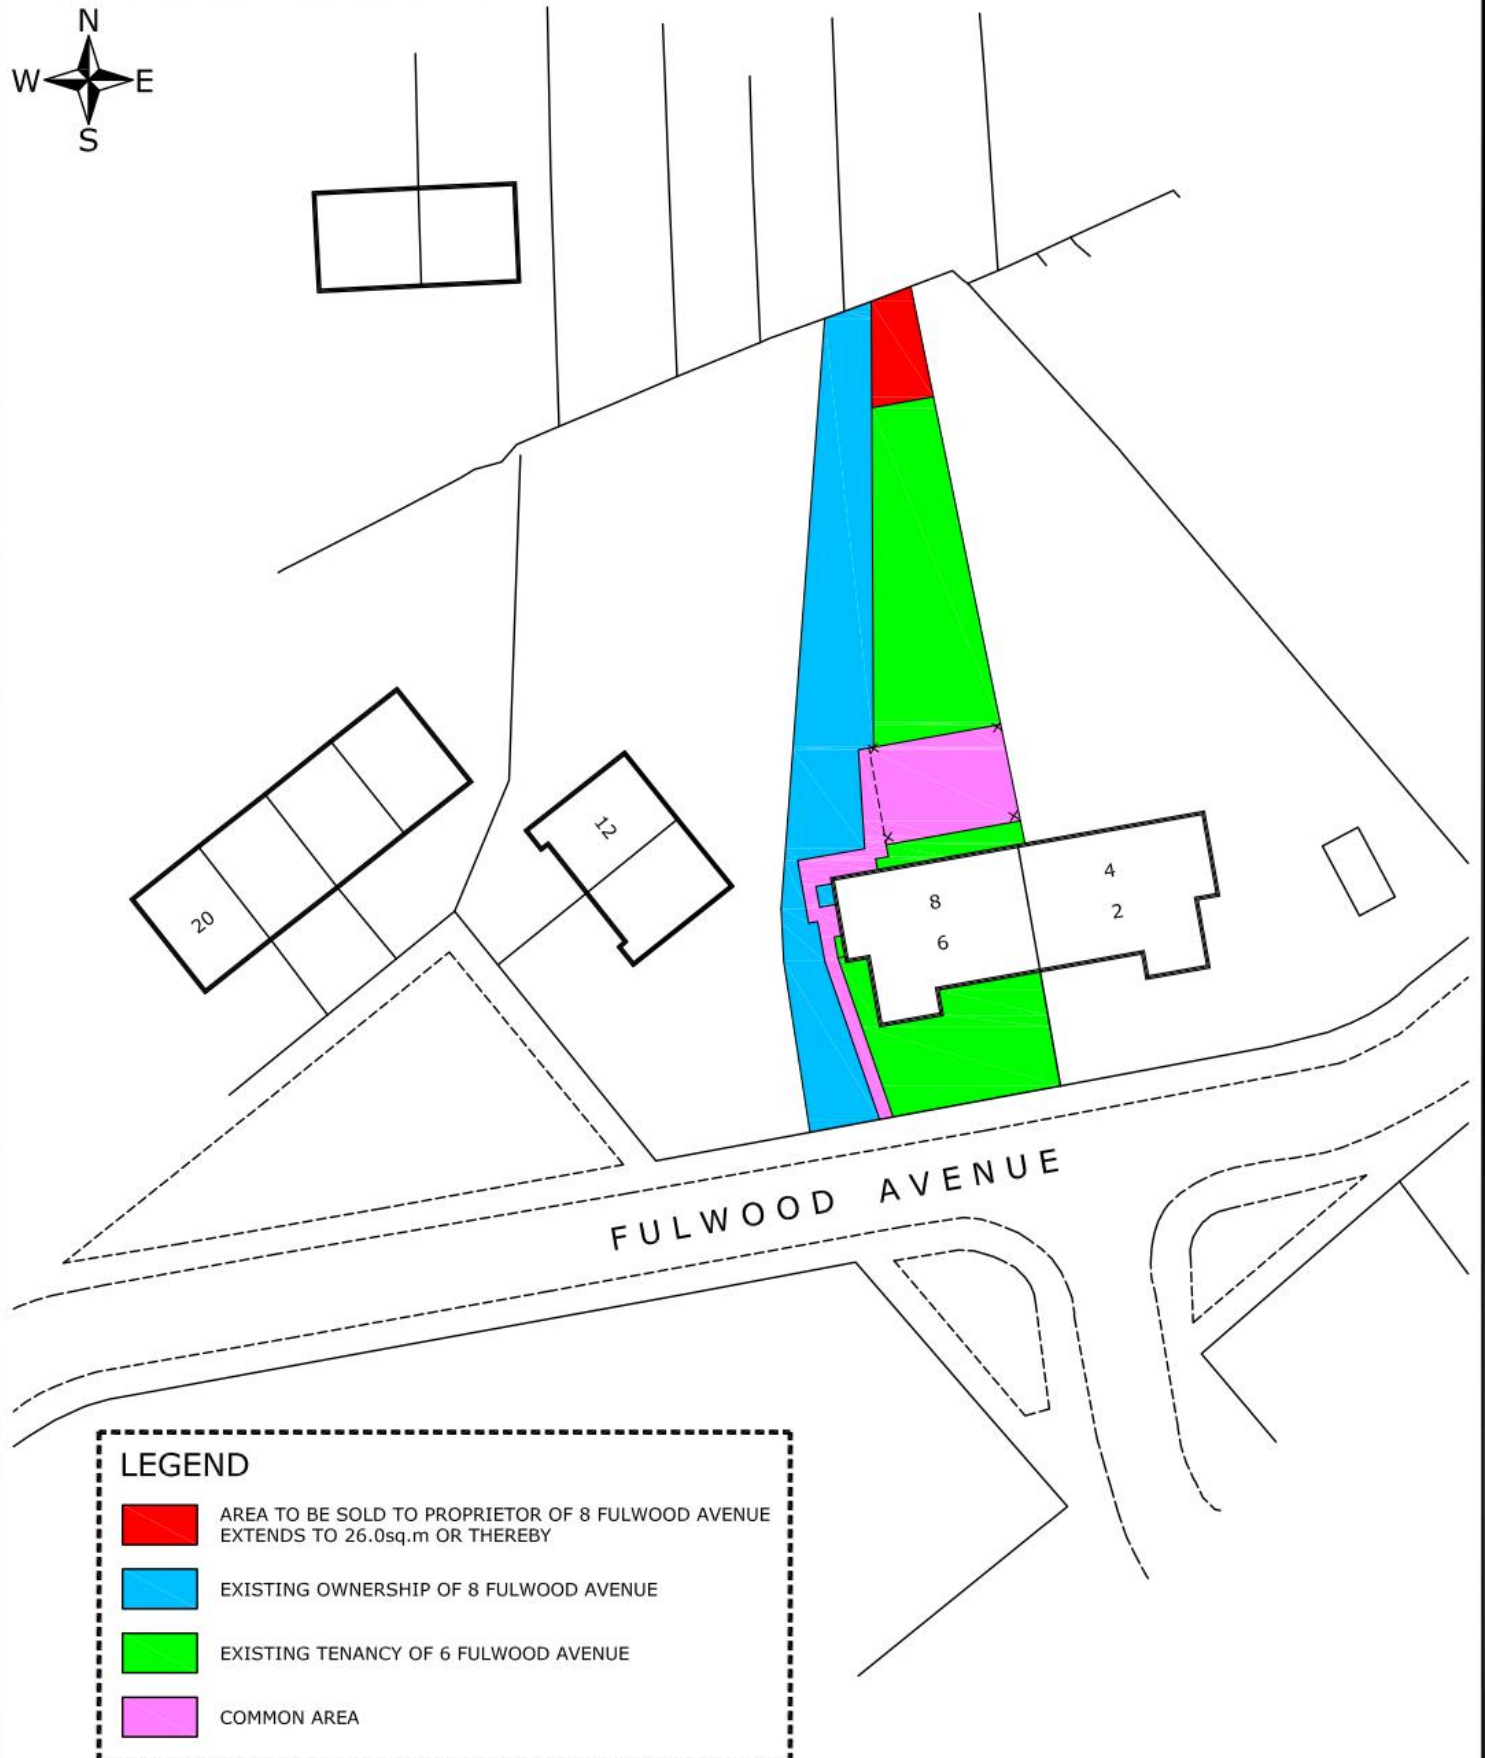 N
W E
S
12
20
8
6
4
2
FULWOOD AVENUE
LEGEND
AREA TO BE SOLD TO PROPRIETOR OF 8 FULWOOD AVENUE
EXTENDS TO 26.0sq.m OR THEREBY
EXISTING OWNERSHIP OF 8 FULWOOD AVENUE
EXISTING TENANCY OF 6 FULWOOD AVENUE
COMMON AREA